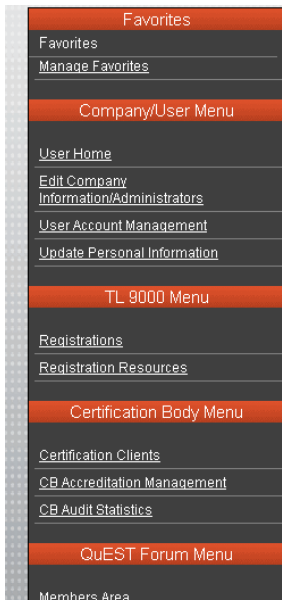 Favorites
Favorites
Manage Favorites
Company/User Menu
User Home
Edit Company
Information/Administrators
User Account Management
Update Personal Information
TL 9000 Menu
Registrations
Registration Resources
Certification Body Menu
Certification Clients
CB Accreditation Management
CB Audit Statistics
QuEST Forum Menu
Members Area